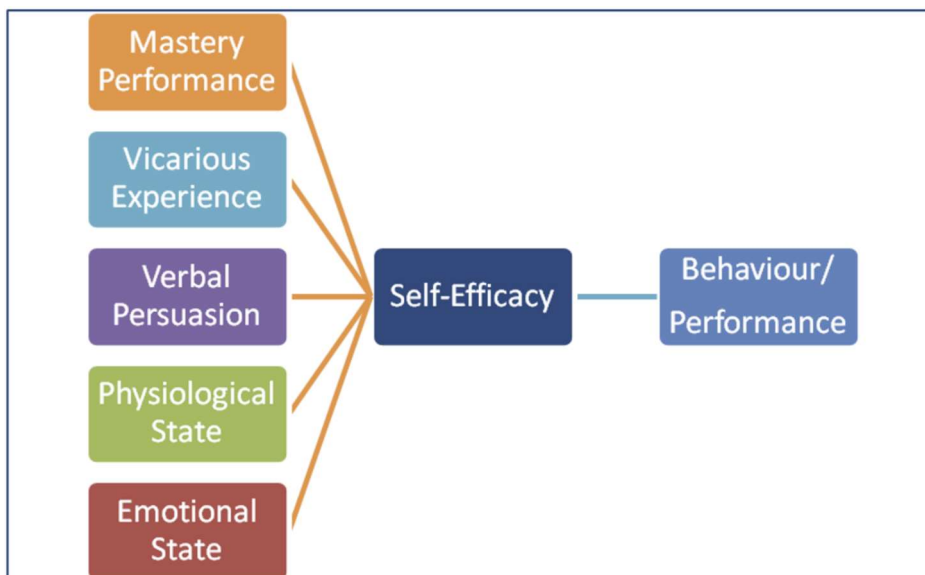 Mastery
Performance
Vicarious
Experience
Verbal
Persuasion
Physiological
State
Emotional
State
Self-Efficacy
Behaviour/
Performance